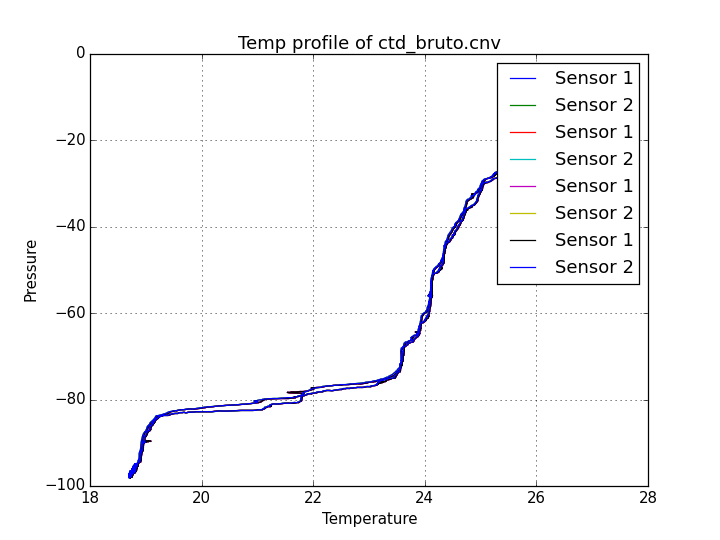 Temp profile of ctd_bruto.cnv
0
−20
−40
−60
−80
−100
Pressure
18
20
22
24
26
28
Temperature
Sensor 1
Sensor 2
Sensor 1
Sensor 2
Sensor 1
Sensor 2
Sensor 1
Sensor 2